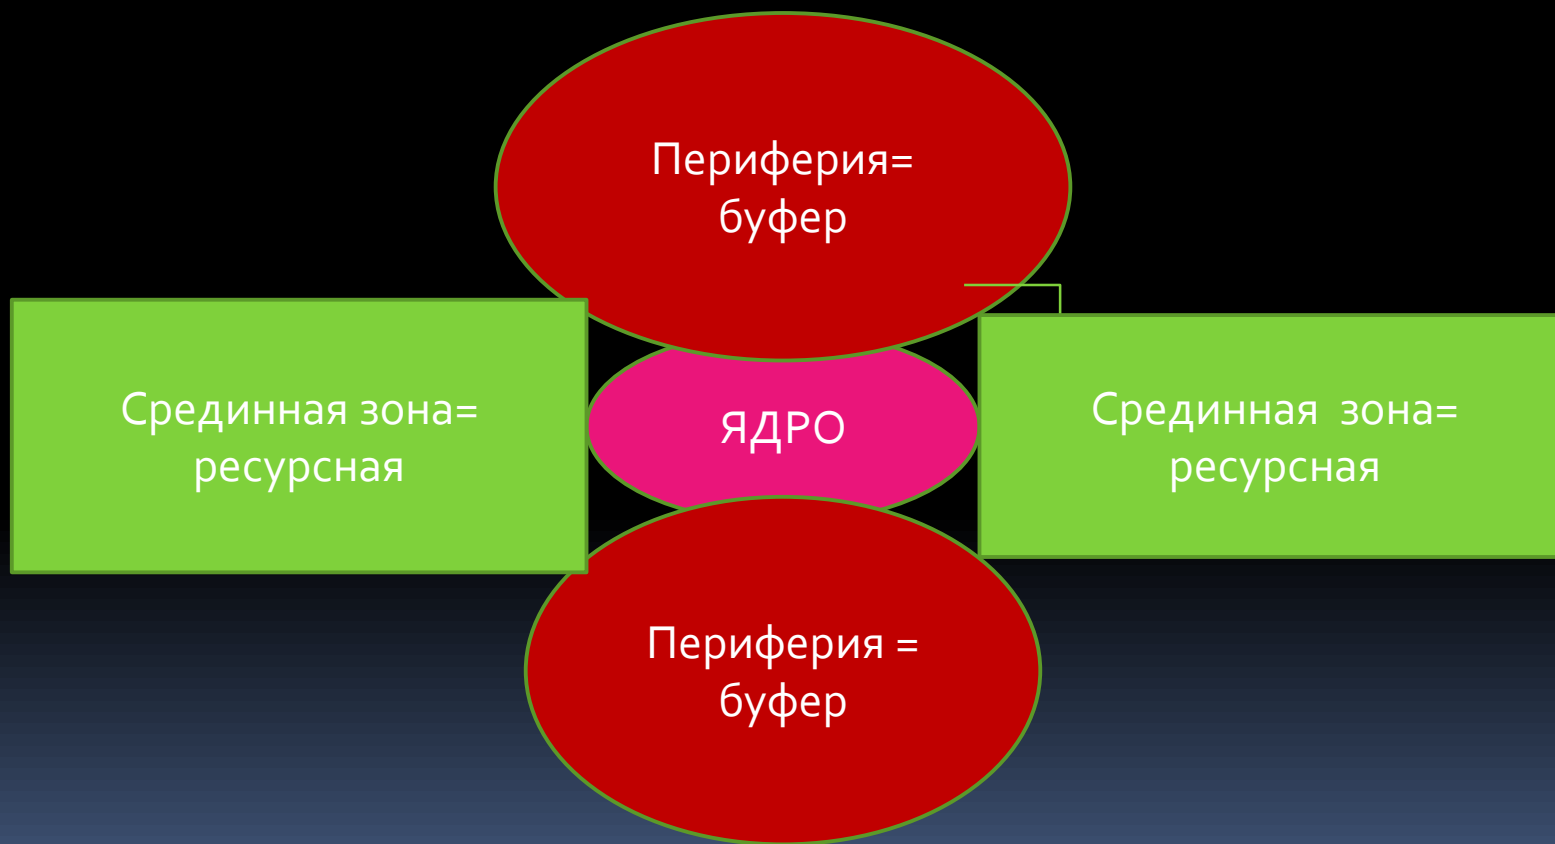 Периферия=
буфер
Срединная зона=
ресурсная
ЯДРО
Срединная  зона=
ресурсная
Периферия =
буфер